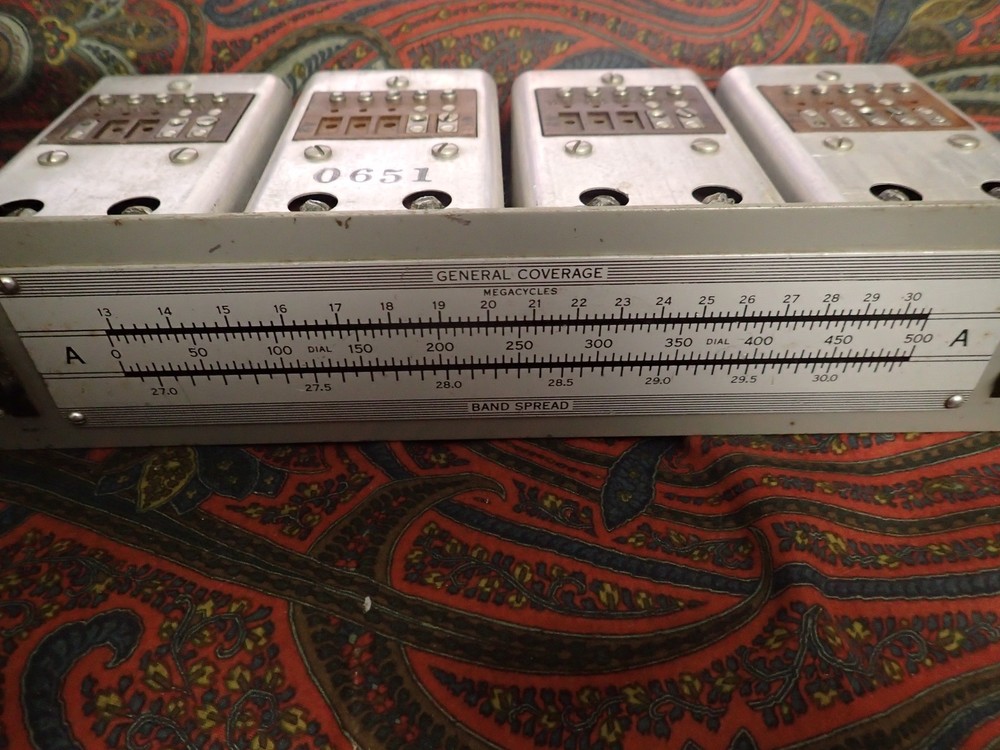 0651
GENERAL COVERAGE
MEGACYCLES
13 14 15 16 17 18 19 20 21 22 23 24 25 26 27 28 29 30
A 0 50 100 DIAL 150 200 250 300 350 DIAL 400 450 500 A
27.0 27.5 28.0 28.5 29.0 29.5 30.0
BAND SPREAD